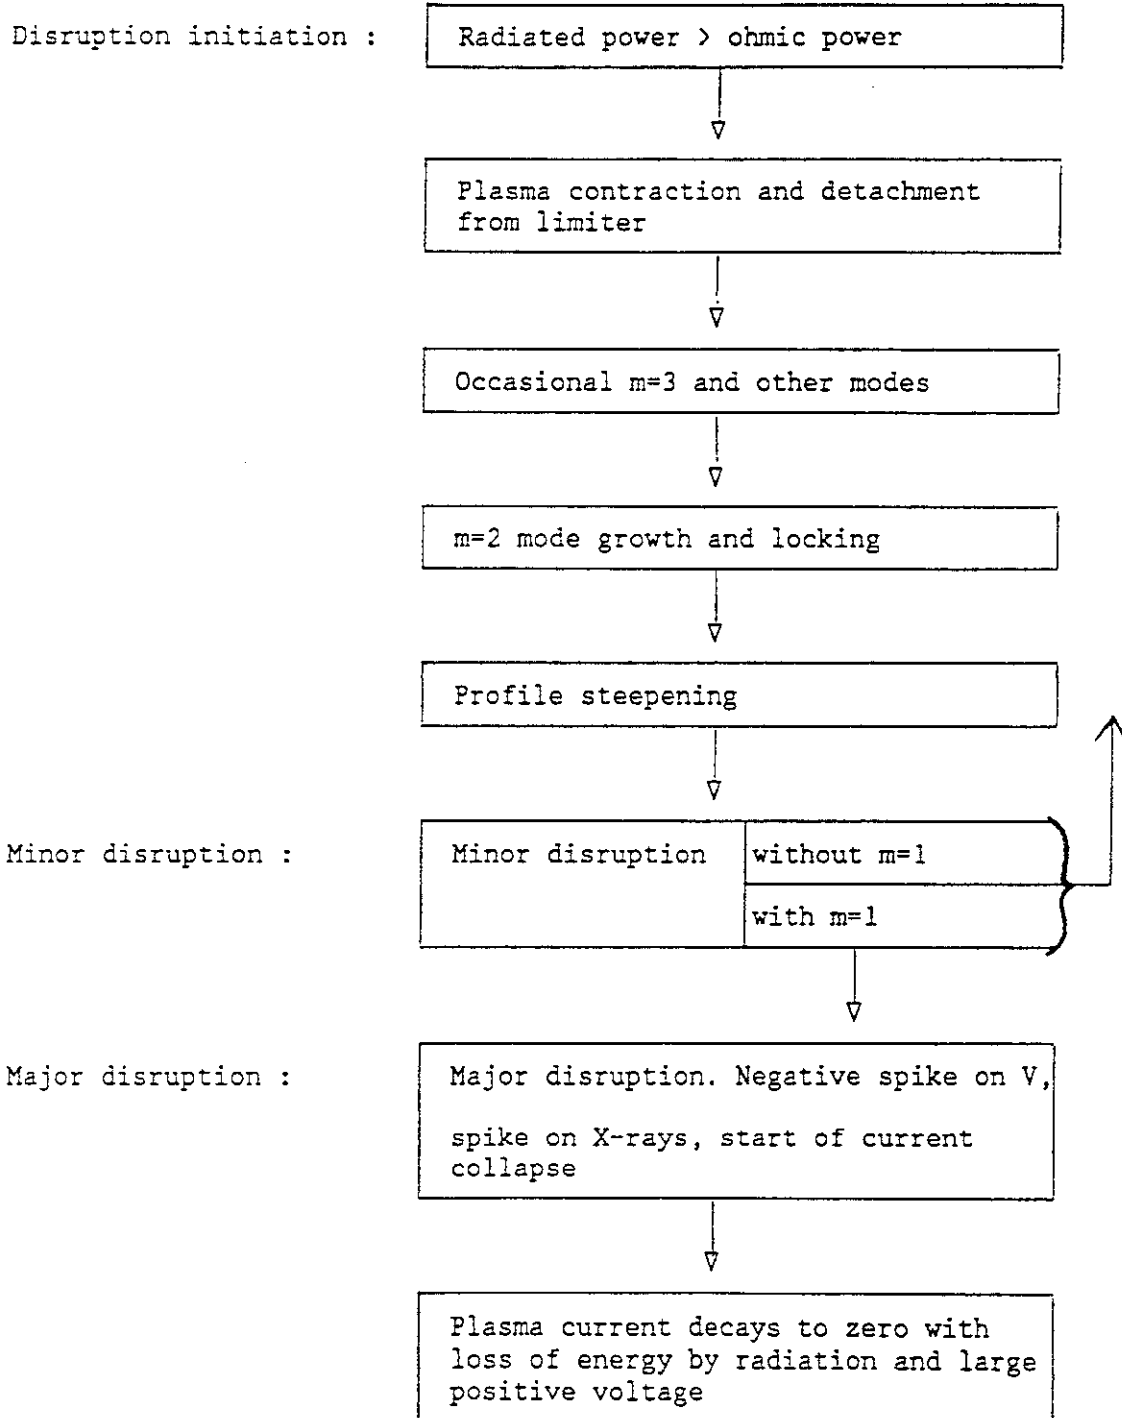 Disruption initiation :
Radiated power > ohmic power
Plasma contraction and detachment
from limiter
Occasional m=3 and other modes
m=2 mode growth and locking
Profile steepening
Minor disruption :
Minor disruption
without m=1
with m=1
Major disruption :
Major disruption. Negative spike on V,
spike on X-rays, start of current
collapse
Plasma current decays to zero with
loss of energy by radiation and large
positive voltage